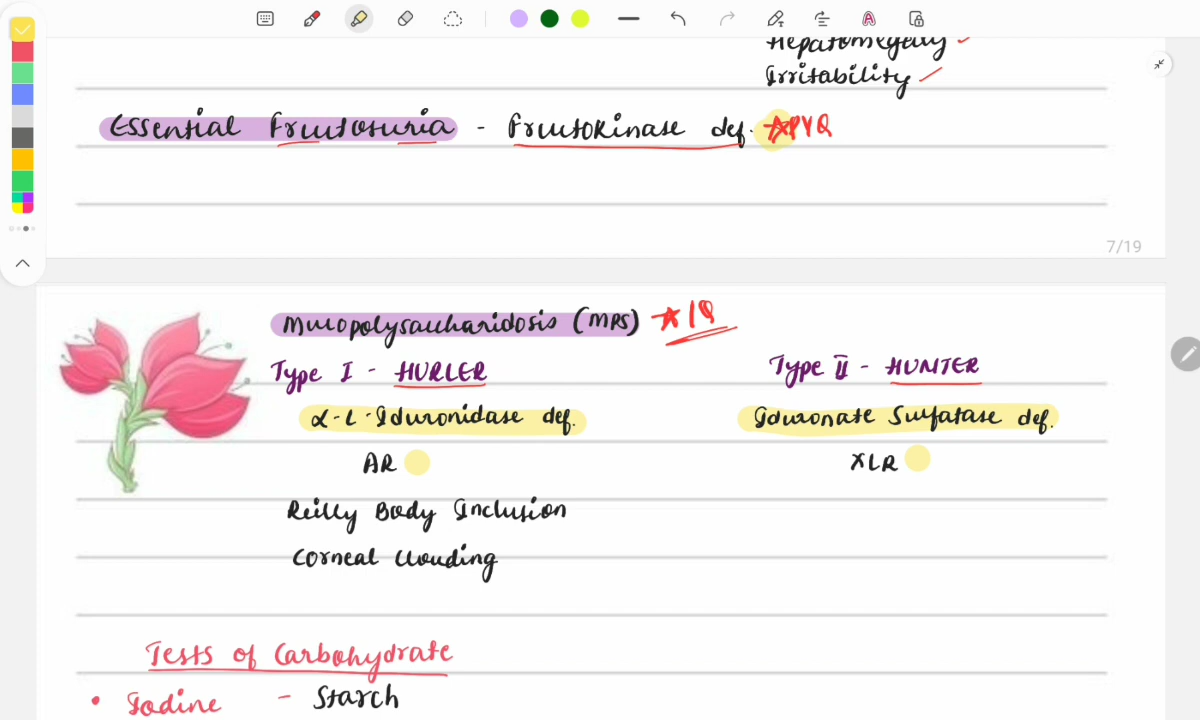 Hepatomegaly
Irritability
Essential Fructosuria - Fructokinase def. PYQ
7/19
Mucopolysaccharidosis (MPS) 1Q
Type I - HURLER
Type II - HUNTER
α-L-Iduronidase def.
Iduronate Sulfatase def.
AR
XLR
Reilly Body Inclusion
Corneal Clouding
Tests of Carbohydrate
• Iodine - Starch